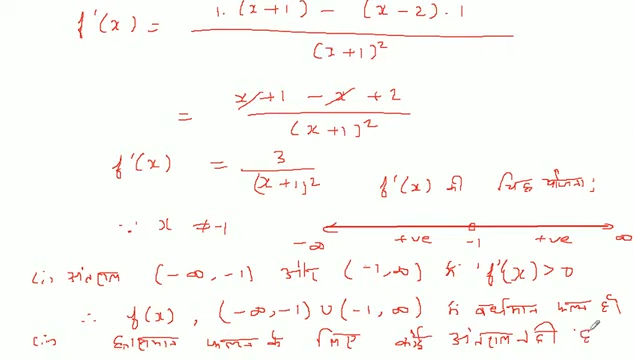 f'(x) = 1.(x+1) - (x-2).1 / (x+1)²
= x+1 - x + 2 / (x+1)²
f'(x) = 3 / (x+1)²
f'(x) की चिह्न योजना;
∵ x ≠ -1
-∞ +ve -1 +ve ∞
(i) अंतराल (-∞, -1) और (-1, ∞) में f'(x) > 0
∴ f(x), (-∞, -1) ∪ (-1, ∞) में वर्धमान फलन है।
(ii) ह्रासमान फलन के लिए कोई अंतराल नहीं है